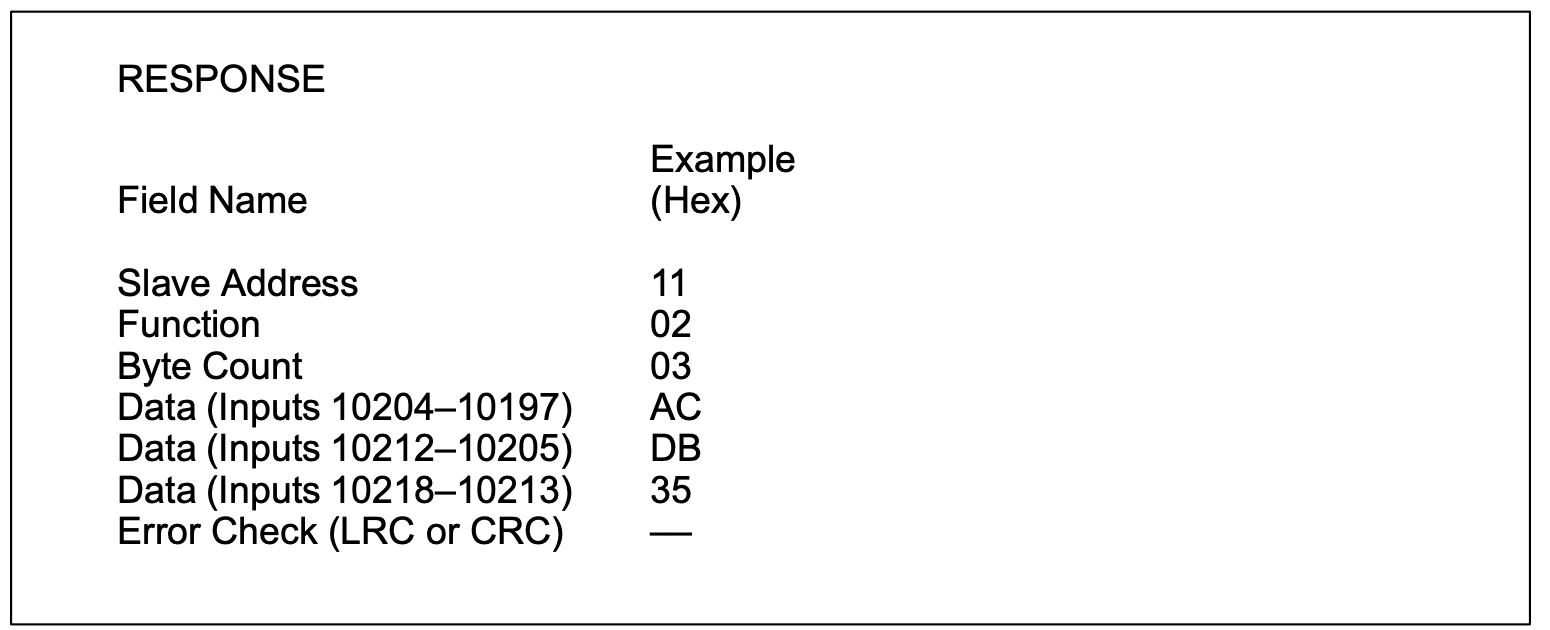 RESPONSE
Example
Field Name (Hex)
Slave Address 11
Function 02
Byte Count 03
Data (Inputs 10204–10197) AC
Data (Inputs 10212–10205) DB
Data (Inputs 10218–10213) 35
Error Check (LRC or CRC) —